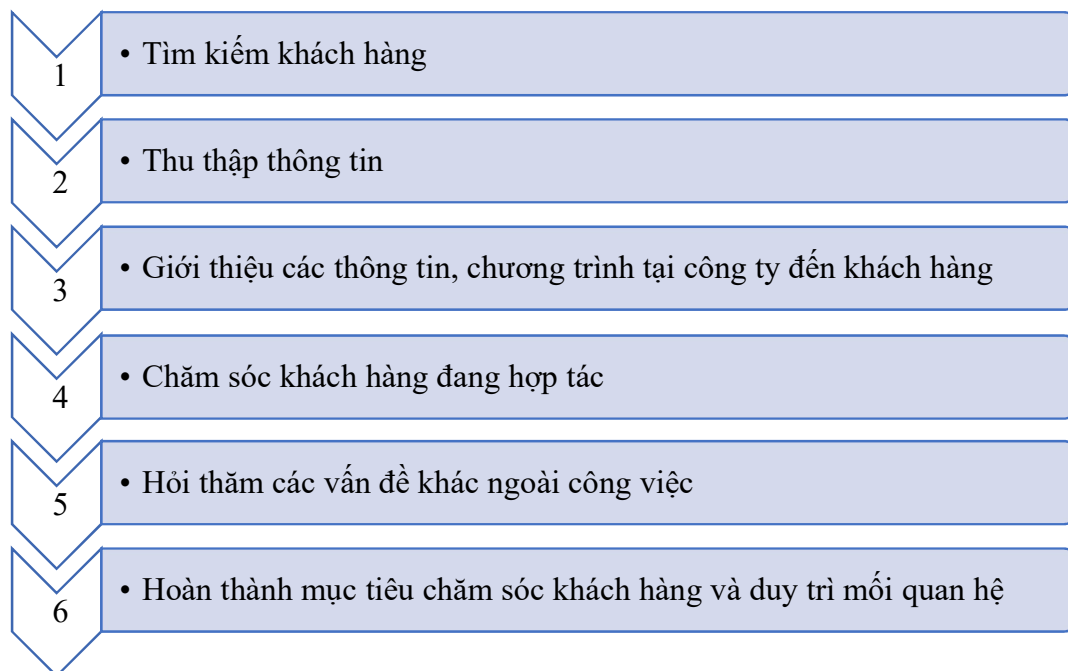 1
• Tìm kiếm khách hàng
2
• Thu thập thông tin
3
• Giới thiệu các thông tin, chương trình tại công ty đến khách hàng
4
• Chăm sóc khách hàng đang hợp tác
5
• Hỏi thăm các vấn đề khác ngoài công việc
6
• Hoàn thành mục tiêu chăm sóc khách hàng và duy trì mối quan hệ